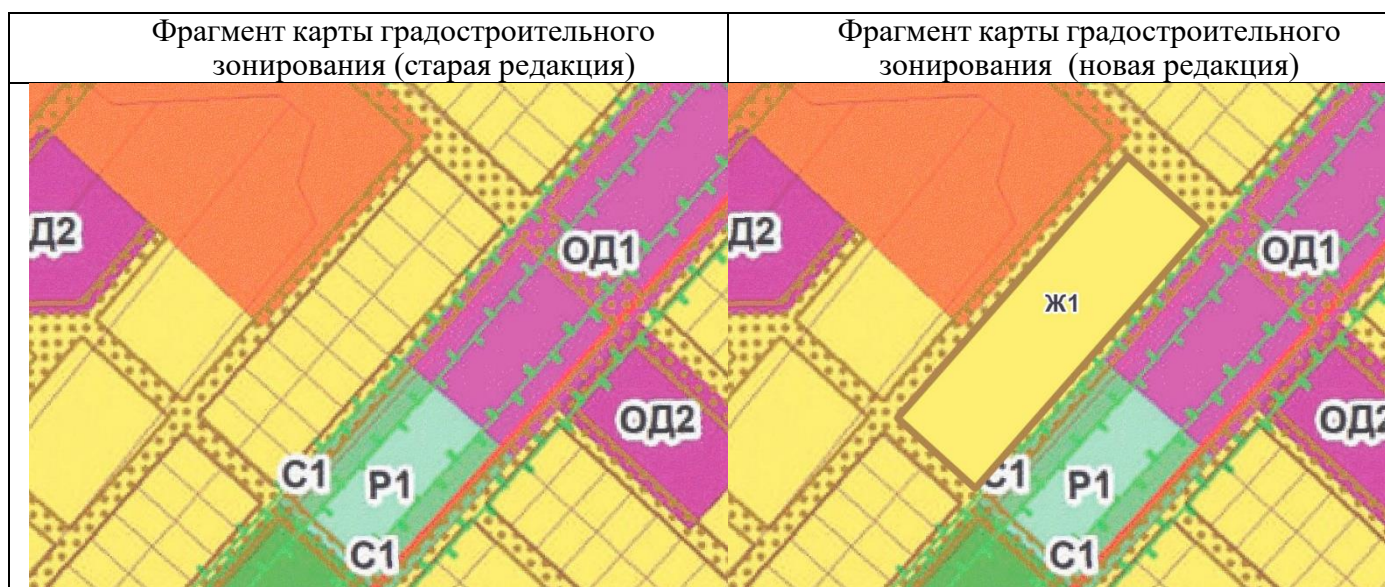 Фрагмент карты градостроительного
зонирования (старая редакция)
Фрагмент карты градостроительного
зонирования (новая редакция)
Д2
ОД1
ОД2
С1
Р1
С1
Д2
ОД1
Ж1
ОД2
С1
Р1
С1